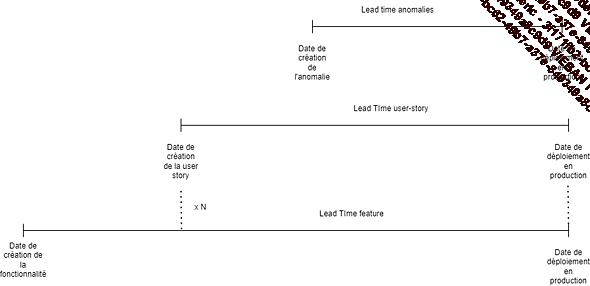 Lead time anomalies
Date de
création
de
l'anomalie
en
Lead TIme user-story
Date de
création
de la user
story
Date de
déploiement
en
production
x N
Lead TIme feature
Date de
création de
la
fonctionnalité
Date de
déploiement
en
production